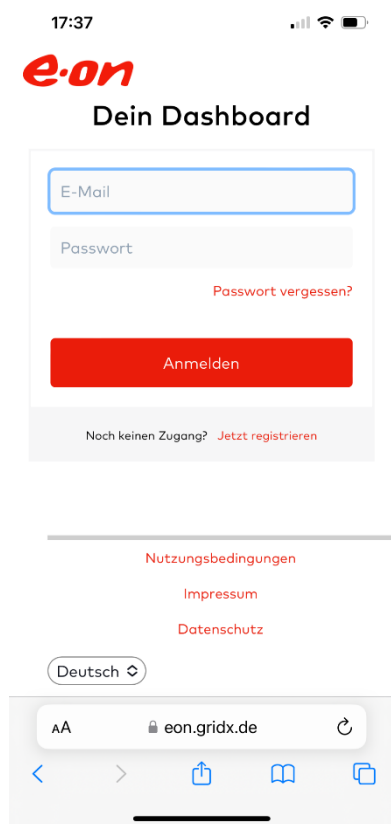 17:37
e·on
Dein Dashboard
E-Mail
Passwort
Passwort vergessen?
Anmelden
Noch keinen Zugang? Jetzt registrieren
Nutzungsbedingungen
Impressum
Datenschutz
Deutsch
AA eon.gridx.de